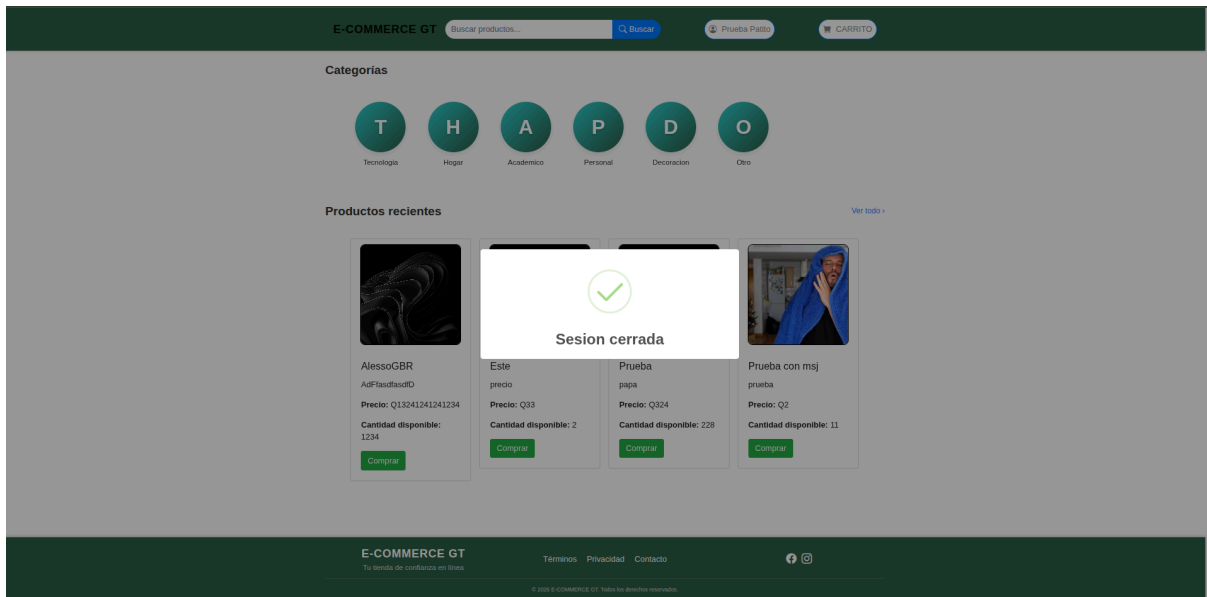 E-COMMERCE GT
Buscar productos...
Buscar
Prueba Patito
CARRITO
Categorías
T H A P D O
Tecnologia Hogar Academico Personal Decoracion Otro
Productos recientes
Ver todo ›
Sesion cerrada
AlessoGBR
AdFfasdfasdfD
Precio: Q13241241241234
Cantidad disponible:
1234
Comprar
Este
precio
Precio: Q33
Cantidad disponible: 2
Comprar
Prueba
papa
Precio: Q324
Cantidad disponible: 228
Comprar
Prueba con msj
prueba
Precio: Q2
Cantidad disponible: 11
Comprar
E-COMMERCE GT
Tu tienda de confianza en línea
Términos Privacidad Contacto
© 2025 E-COMMERCE GT. Todos los derechos reservados.